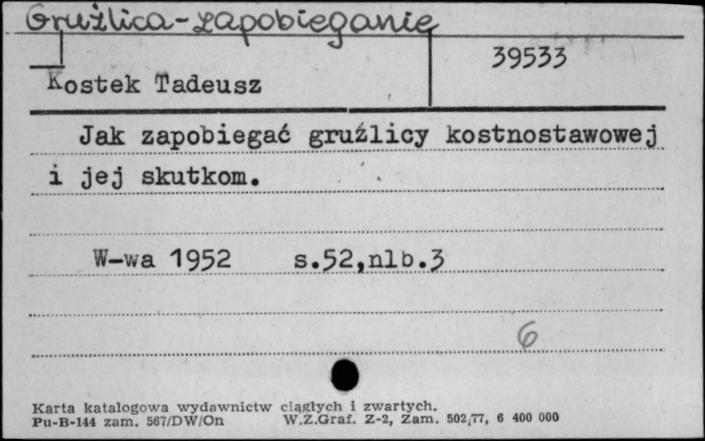 Gruźlica-zapobieganie
39533
Kostek Tadeusz
Jak zapobiegać gruźlicy kostnostawowej
i jej skutkom.
W-wa 1952 s.52,nlb.3
6
Karta katalogowa wydawnictw ciągłych i zwartych.
Pu-B-144 zam. 567/DW/On W.Z.Graf. Z-2, Zam. 502/77, 6 400 000